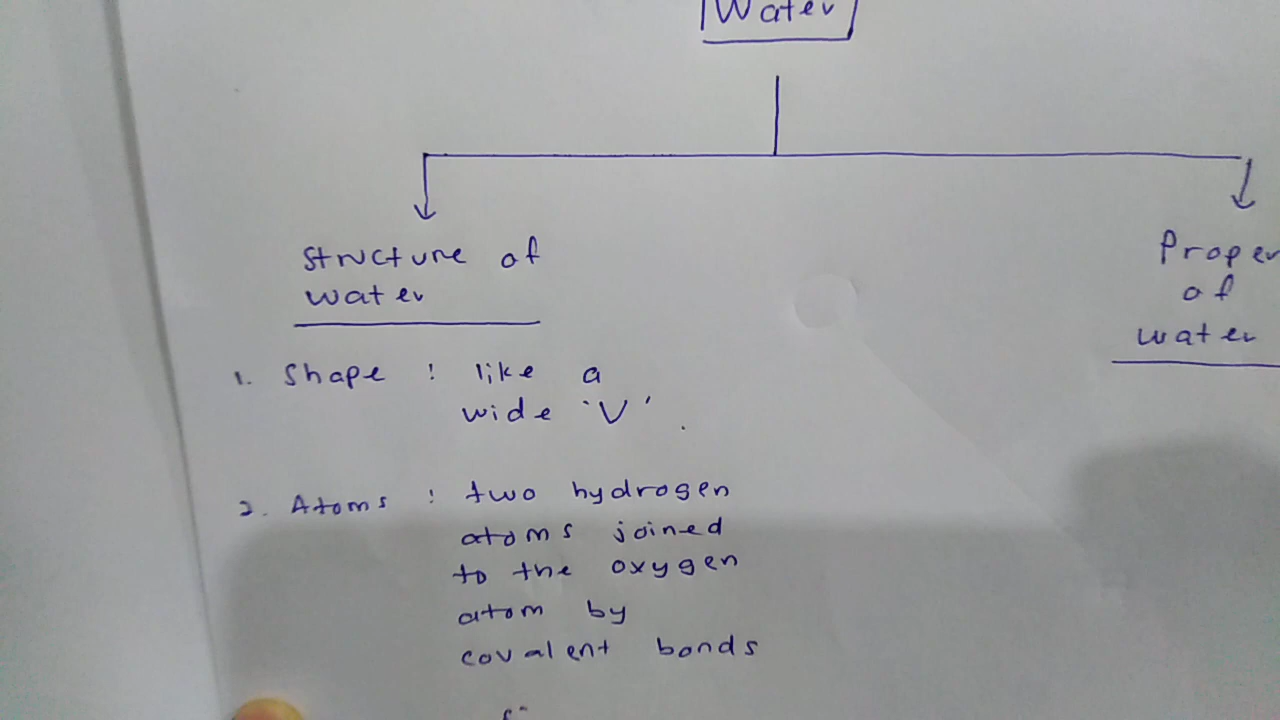 Water
Structure of
water
Proper
of
water
1. Shape : like a
wide 'V'.
2. Atoms : two hydrogen
atoms joined
to the oxygen
atom by
covalent bonds